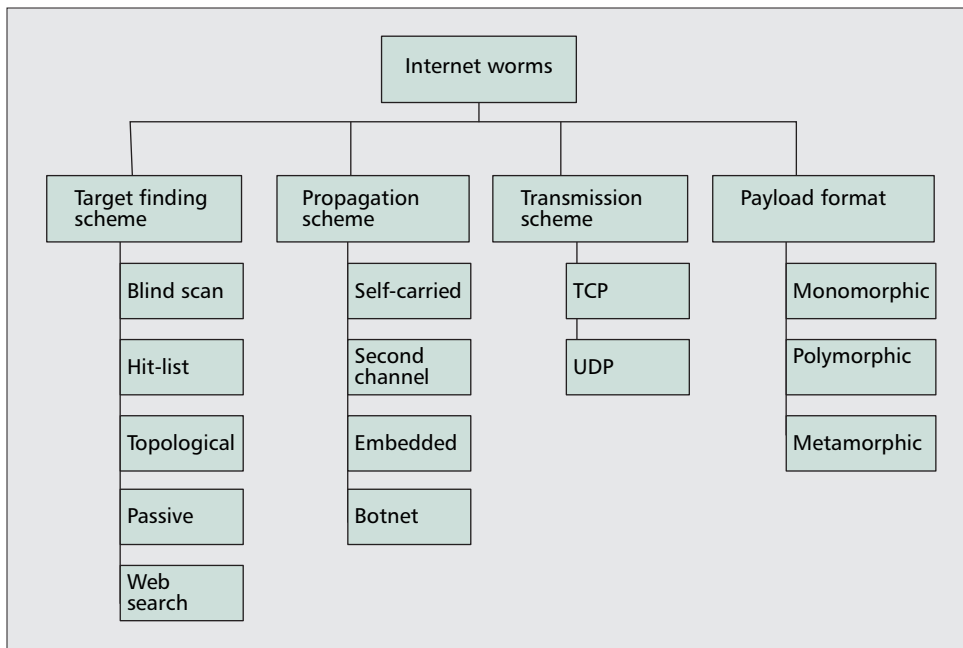 Internet worms
Target finding
scheme
Propagation
scheme
Transmission
scheme
Payload format
Blind scan
Hit-list
Topological
Passive
Web
search
Self-carried
Second
channel
Embedded
Botnet
TCP
UDP
Monomorphic
Polymorphic
Metamorphic